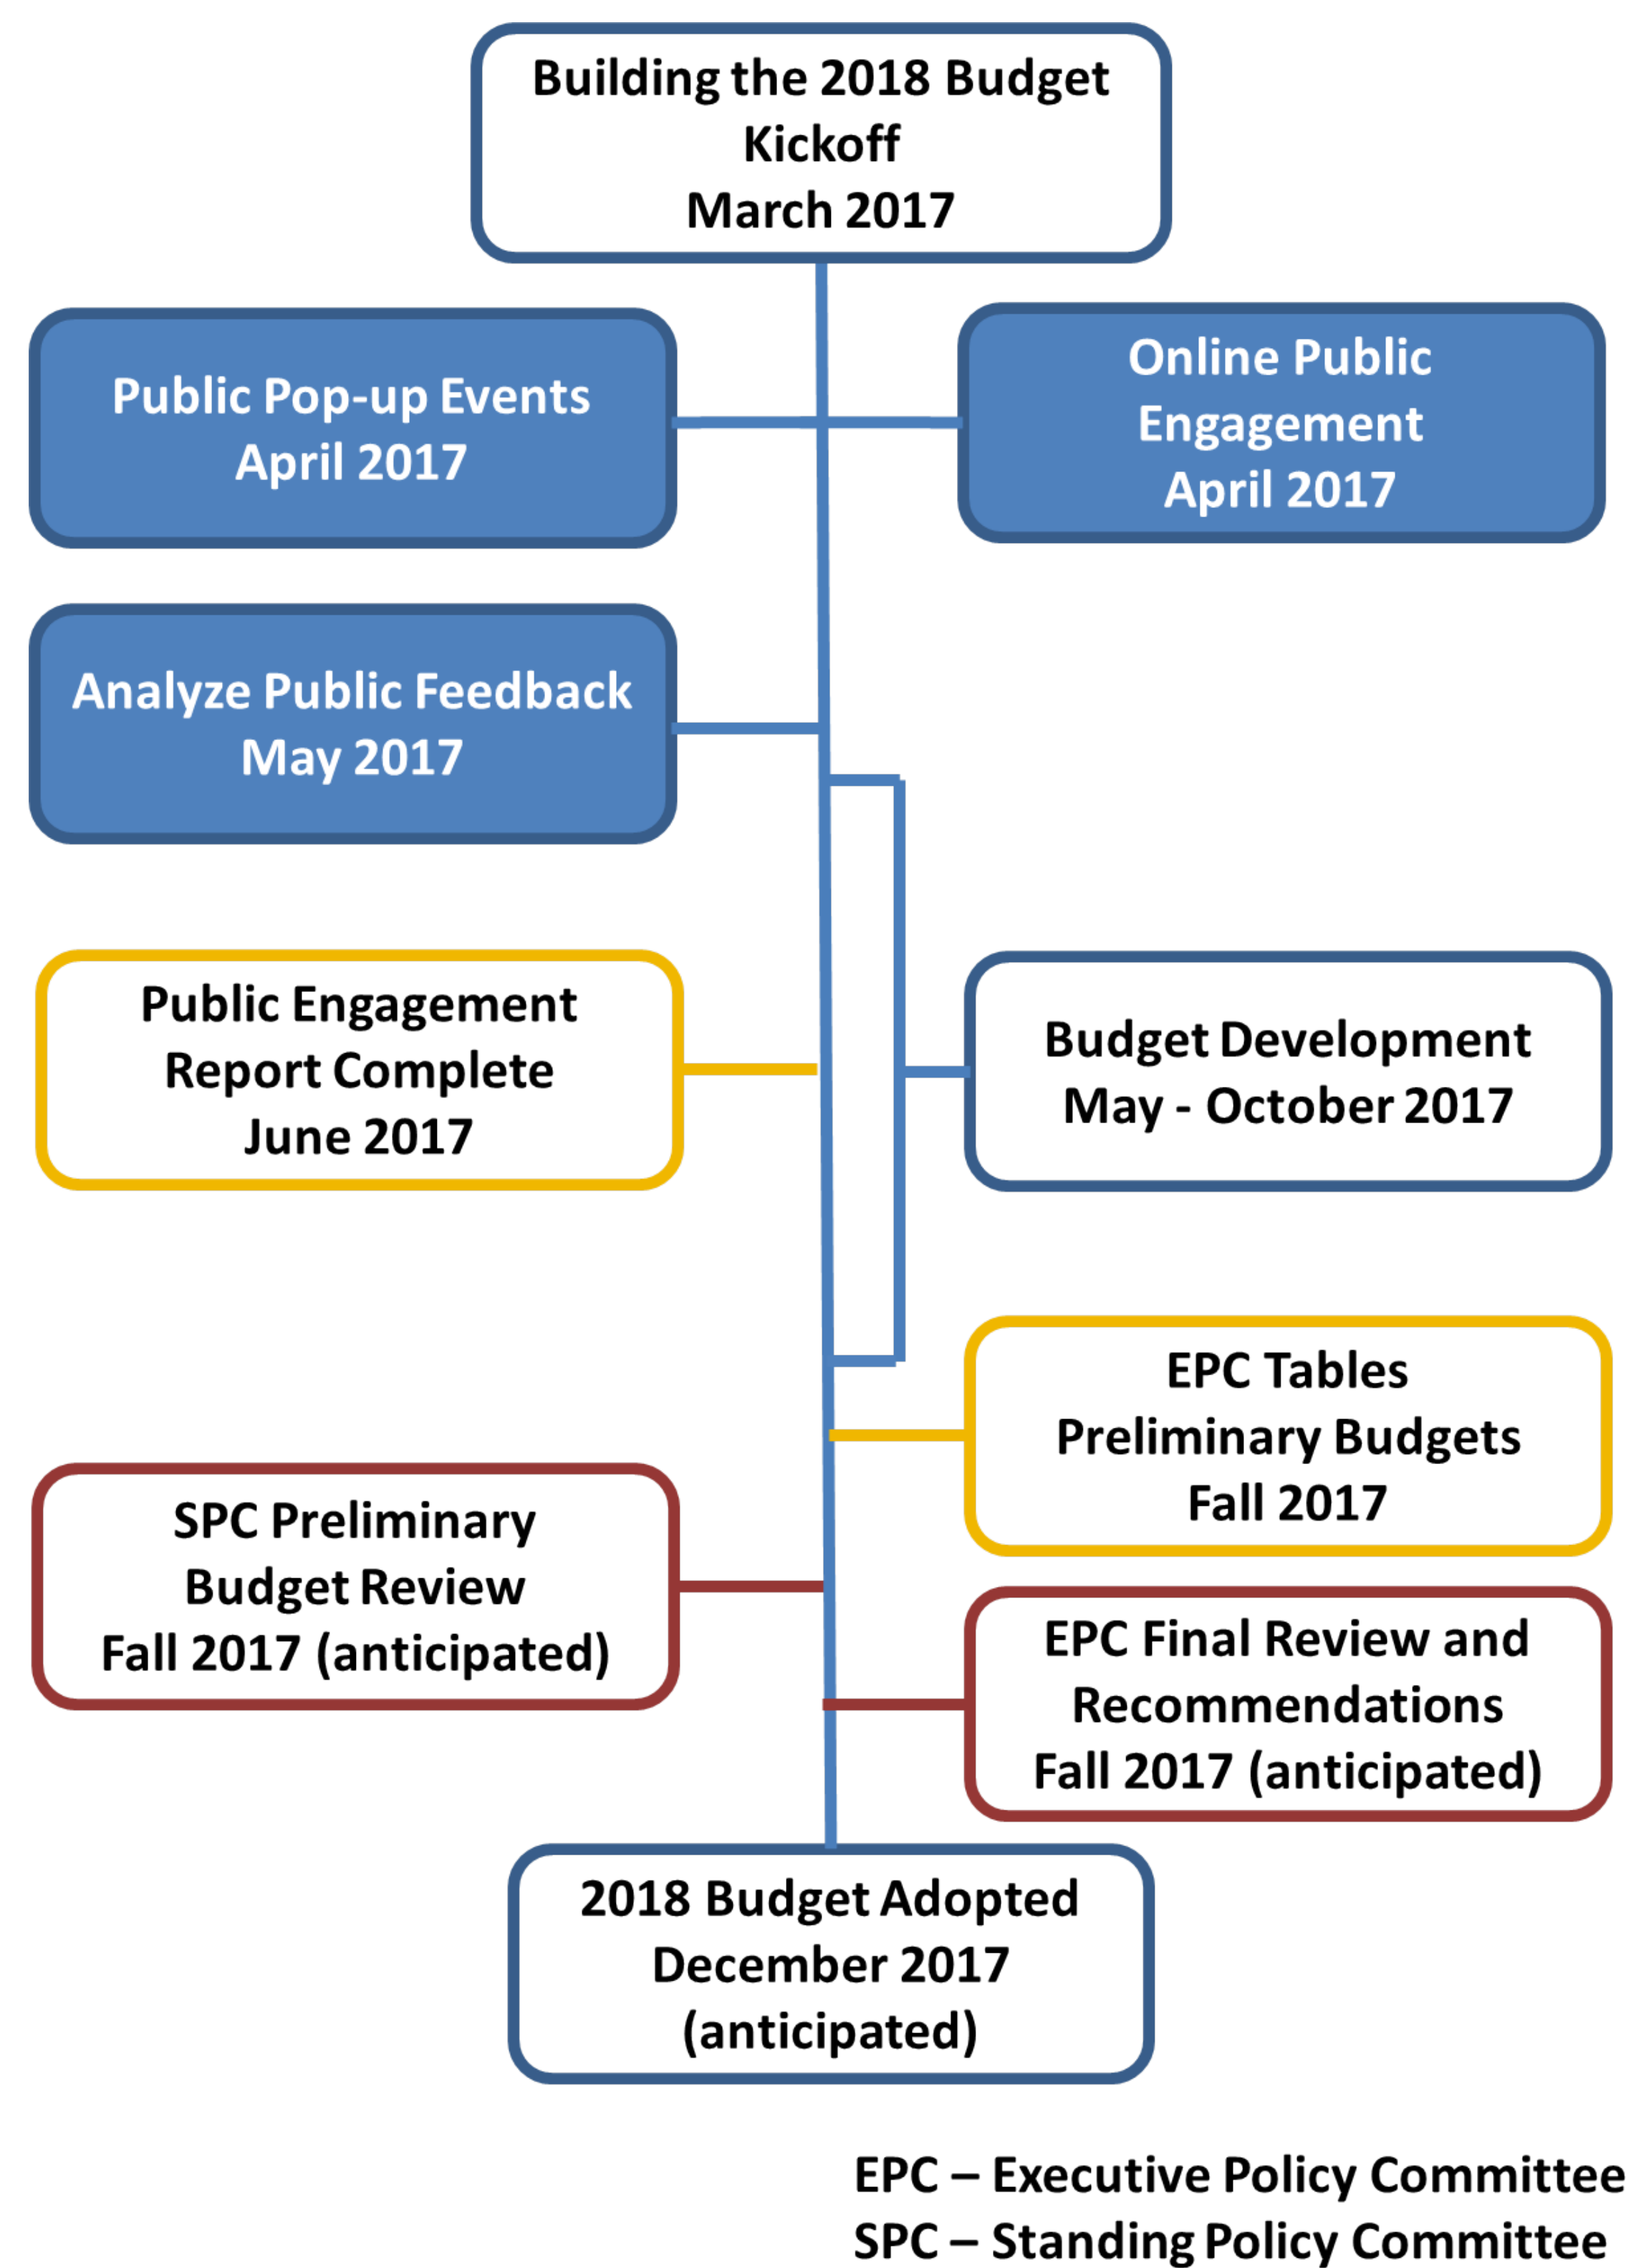 Building the 2018 Budget
Kickoff
March 2017
Public Pop-up Events
April 2017
Online Public
Engagement
April 2017
Analyze Public Feedback
May 2017
Public Engagement
Report Complete
June 2017
Budget Development
May - October 2017
EPC Tables
Preliminary Budgets
Fall 2017
SPC Preliminary
Budget Review
Fall 2017 (anticipated)
EPC Final Review and
Recommendations
Fall 2017 (anticipated)
2018 Budget Adopted
December 2017
(anticipated)
EPC – Executive Policy Committee
SPC – Standing Policy Committee